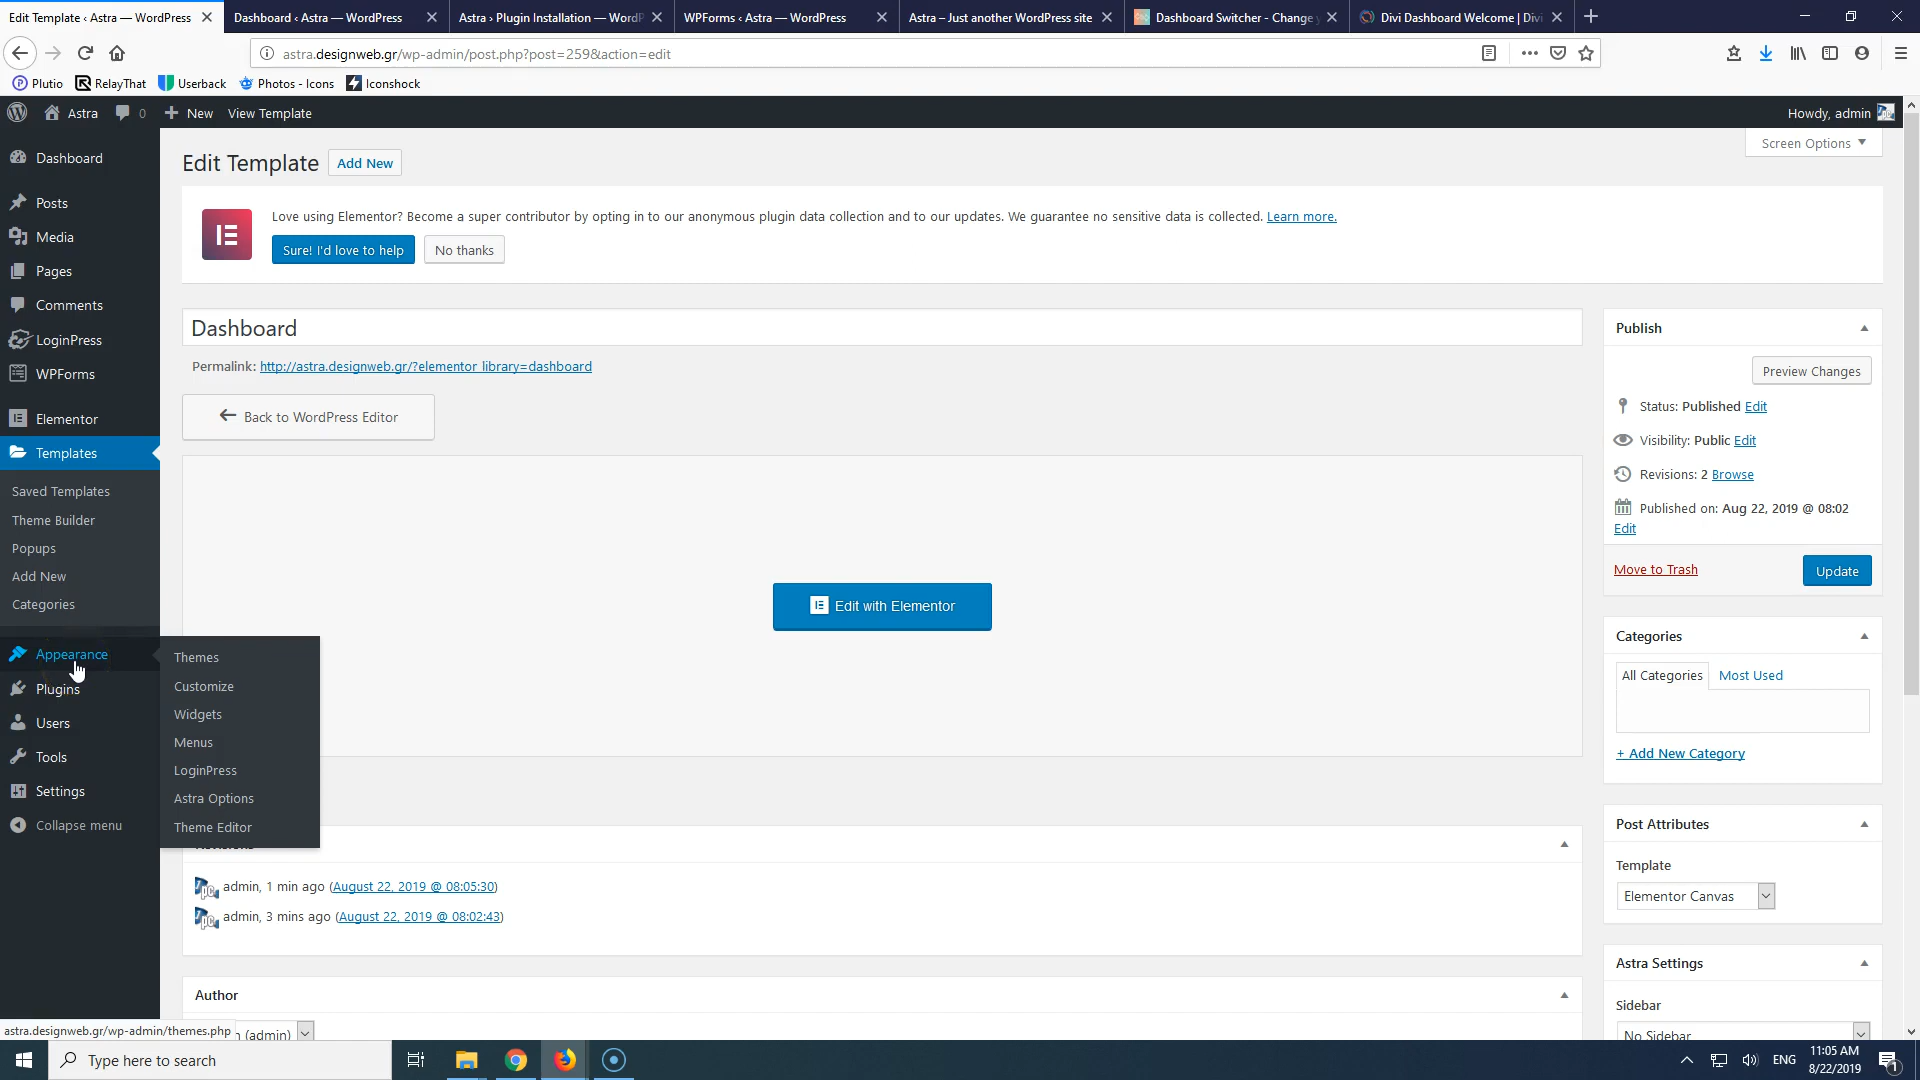 Edit Template ‹ Astra — WordPress
Dashboard ‹ Astra — WordPress
Astra › Plugin Installation — WordP
WPForms ‹ Astra — WordPress
Astra – Just another WordPress site
Dashboard Switcher - Change y
Divi Dashboard Welcome | Divi
astra.designweb.gr/wp-admin/post.php?post=259&action=edit
Plutio
RelayThat
Userback
Photos - Icons
Iconshock
Astra
0
New
View Template
Howdy, admin
Dashboard
Posts
Media
Pages
Comments
LoginPress
WPForms
Elementor
Templates
Saved Templates
Theme Builder
Popups
Add New
Categories
Appearance
Plugins
Users
Tools
Settings
Collapse menu
Themes
Customize
Widgets
Menus
LoginPress
Astra Options
Theme Editor
Screen Options
Edit Template
Add New
Love using Elementor? Become a super contributor by opting in to our anonymous plugin data collection and to our updates. We guarantee no sensitive data is collected. Learn more.
Sure! I'd love to help
No thanks
Dashboard
Permalink: http://astra.designweb.gr/?elementor_library=dashboard
Back to WordPress Editor
Edit with Elementor
admin, 1 min ago (August 22, 2019 @ 08:05:30)
admin, 3 mins ago (August 22, 2019 @ 08:02:43)
Author
(admin)
Publish
Preview Changes
Status: Published Edit
Visibility: Public Edit
Revisions: 2 Browse
Published on: Aug 22, 2019 @ 08:02
Edit
Move to Trash
Update
Categories
All Categories
Most Used
+ Add New Category
Post Attributes
Template
Elementor Canvas
Astra Settings
Sidebar
No Sidebar
astra.designweb.gr/wp-admin/themes.php
Type here to search
ENG
11:05 AM
8/22/2019
1